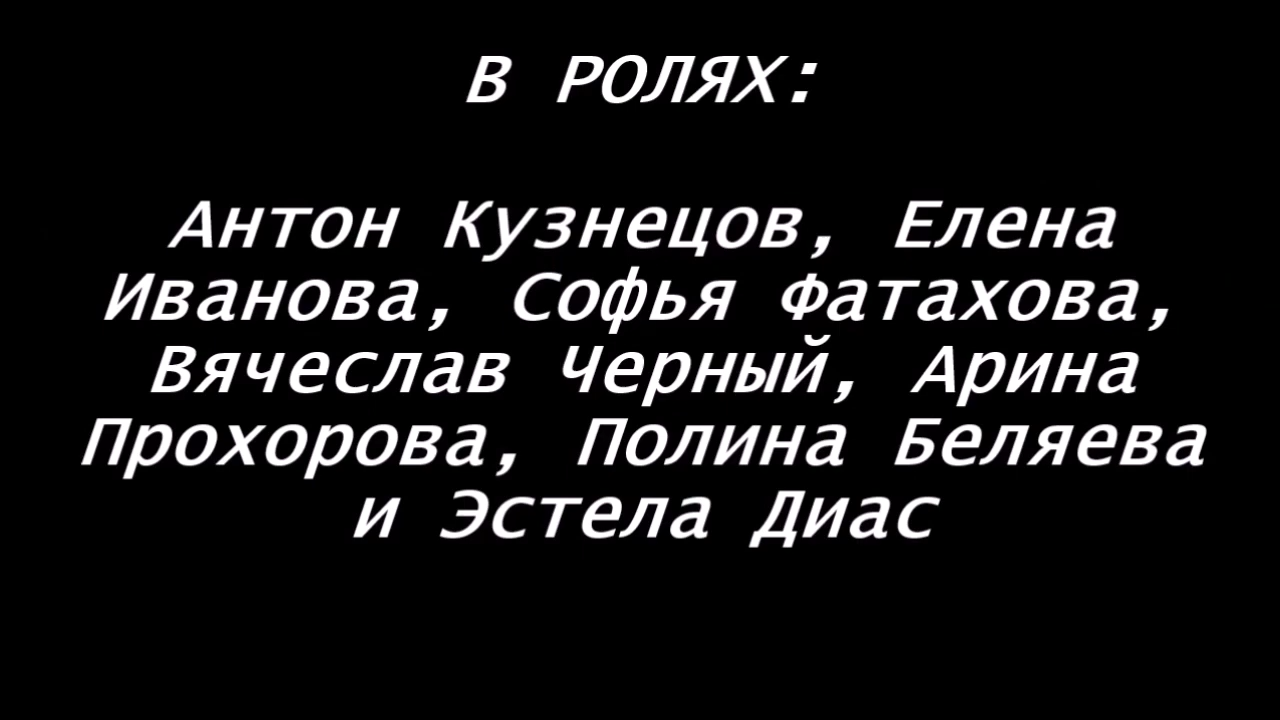 В РОЛЯХ:
Антон Кузнецов, Елена
Иванова, Софья Фатахова,
Вячеслав Черный, Арина
Прохорова, Полина Беляева
и Эстела Диас